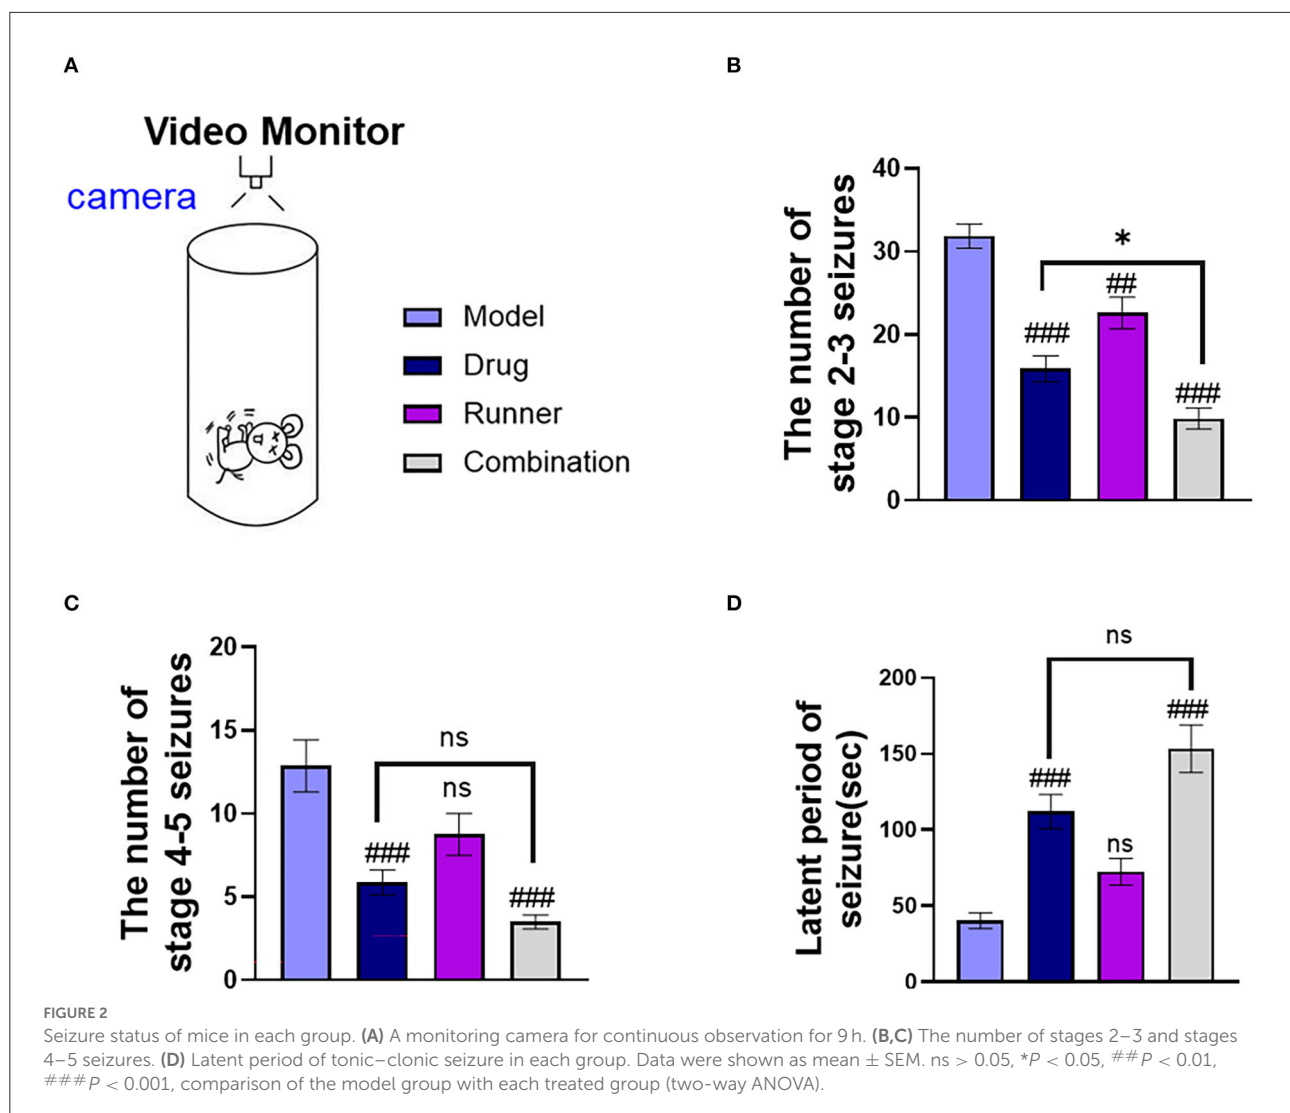 A
Video Monitor
camera
Model
Drug
Runner
Combination
B
The number of
stage 2-3 seizures
40
30
20
10
0
*
###
##
###
C
The number of
stage 4-5 seizures
20
15
10
5
0
ns
ns
###
###
D
Latent period of
seizure(sec)
200
150
100
50
0
ns
###
###
ns
FIGURE 2
Seizure status of mice in each group. (A) A monitoring camera for continuous observation for 9 h. (B,C) The number of stages 2–3 and stages
4–5 seizures. (D) Latent period of tonic–clonic seizure in each group. Data were shown as mean ± SEM. ns > 0.05, *P < 0.05, ##P < 0.01,
###P < 0.001, comparison of the model group with each treated group (two-way ANOVA).